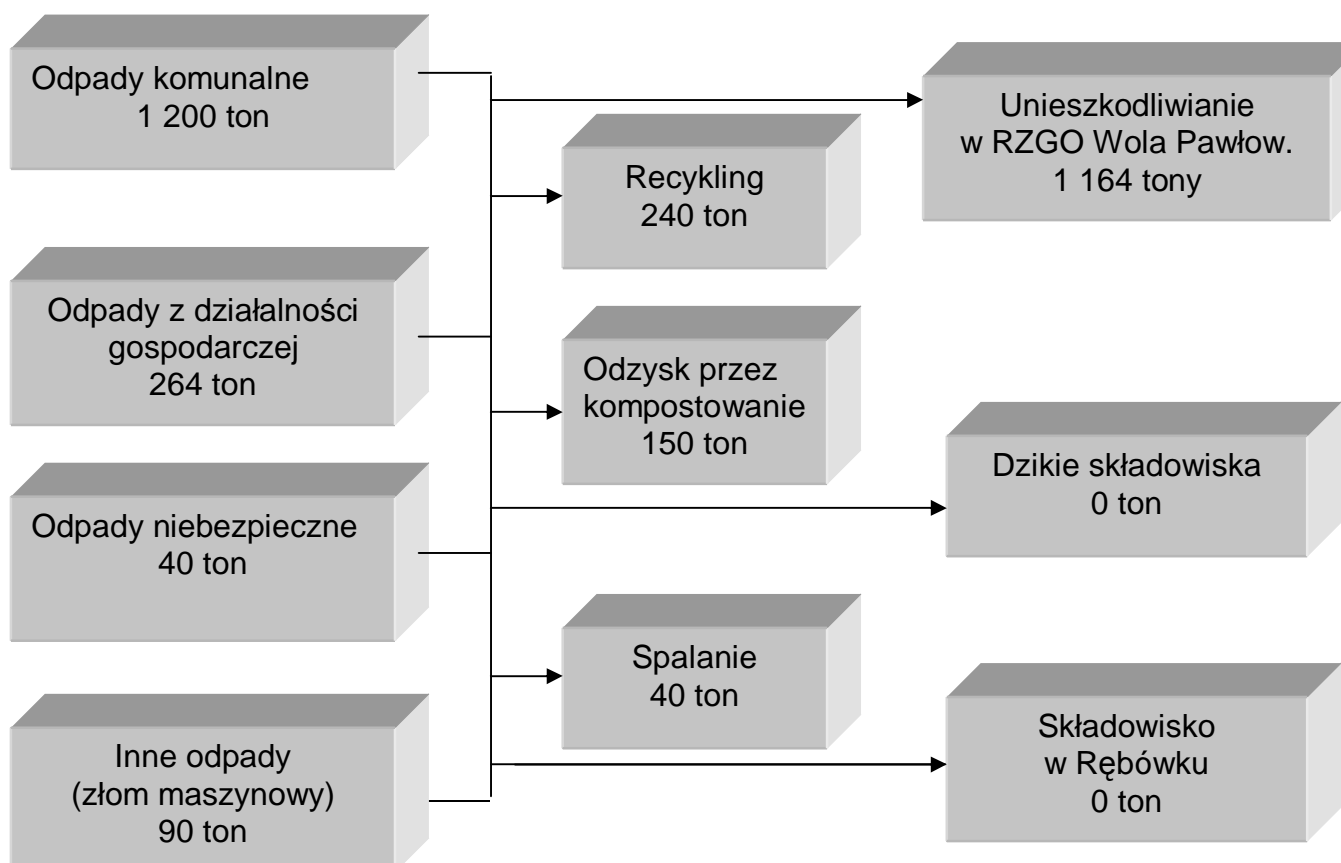 Odpady komunalne
1 200 ton
Odpady z działalności
gospodarczej
264 ton
Odpady niebezpieczne
40 ton
Inne odpady
(złom maszynowy)
90 ton
Recykling
240 ton
Odzysk przez
kompostowanie
150 ton
Spalanie
40 ton
Unieszkodliwianie
w RZGO Wola Pawłow.
1 164 tony
Dzikie składowiska
0 ton
Składowisko
w Rębówku
0 ton